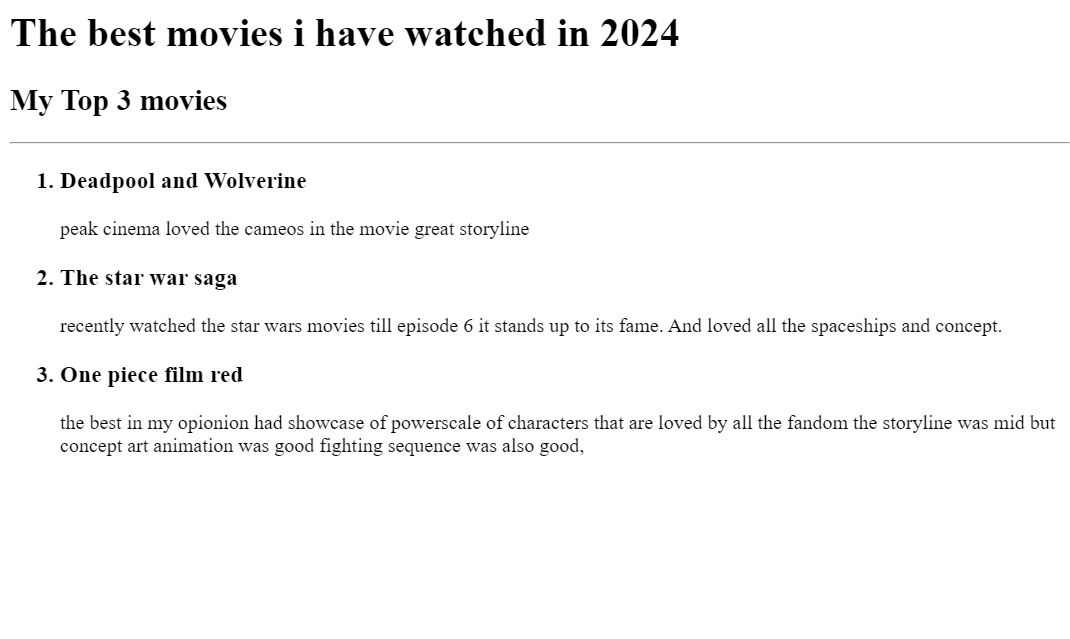 The best movies i have watched in 2024
My Top 3 movies
1. Deadpool and Wolverine
peak cinema loved the cameos in the movie great storyline
2. The star war saga
recently watched the star wars movies till episode 6 it stands up to its fame. And loved all the spaceships and concept.
3. One piece film red
the best in my opionion had showcase of powerscale of characters that are loved by all the fandom the storyline was mid but
concept art animation was good fighting sequence was also good,